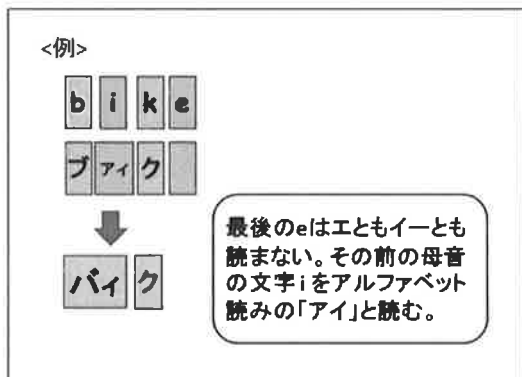 <例>
b i k e
ブ アィ ク
バィ ク
最後のeはエともイーとも
読まない。その前の母音
の文字iをアルファベット
読みの「アイ」と読む。